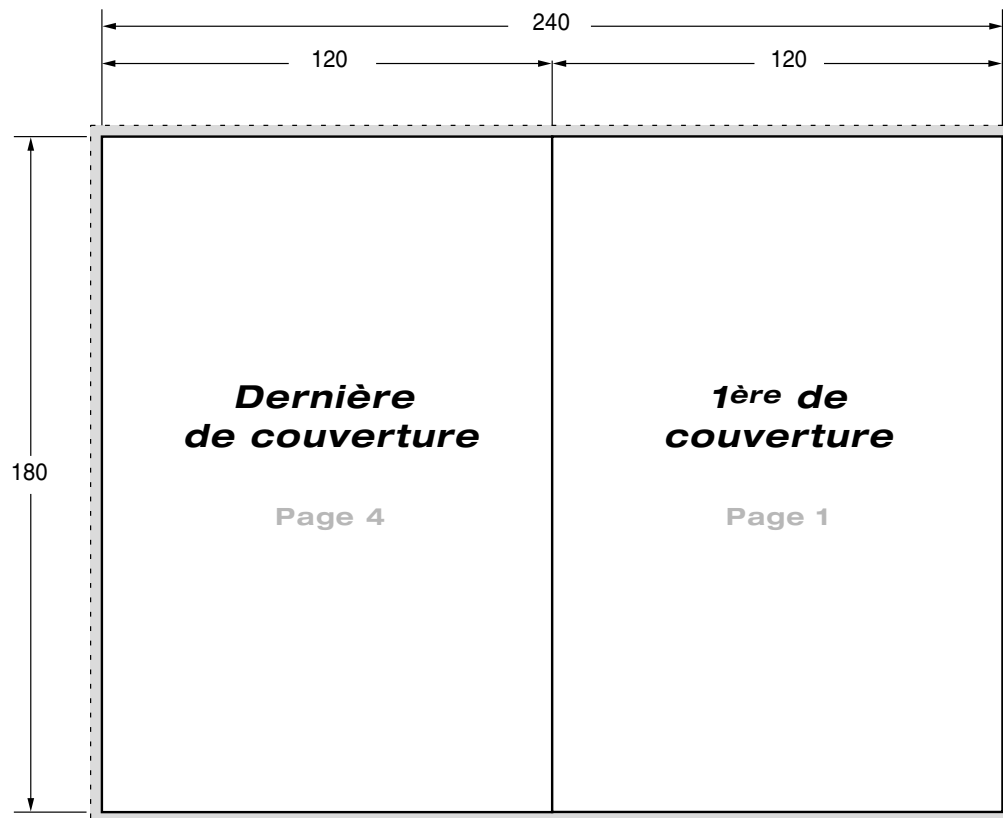 240
120
120
Dernière
de couverture
1ère de
couverture
180
Page 4
Page 1